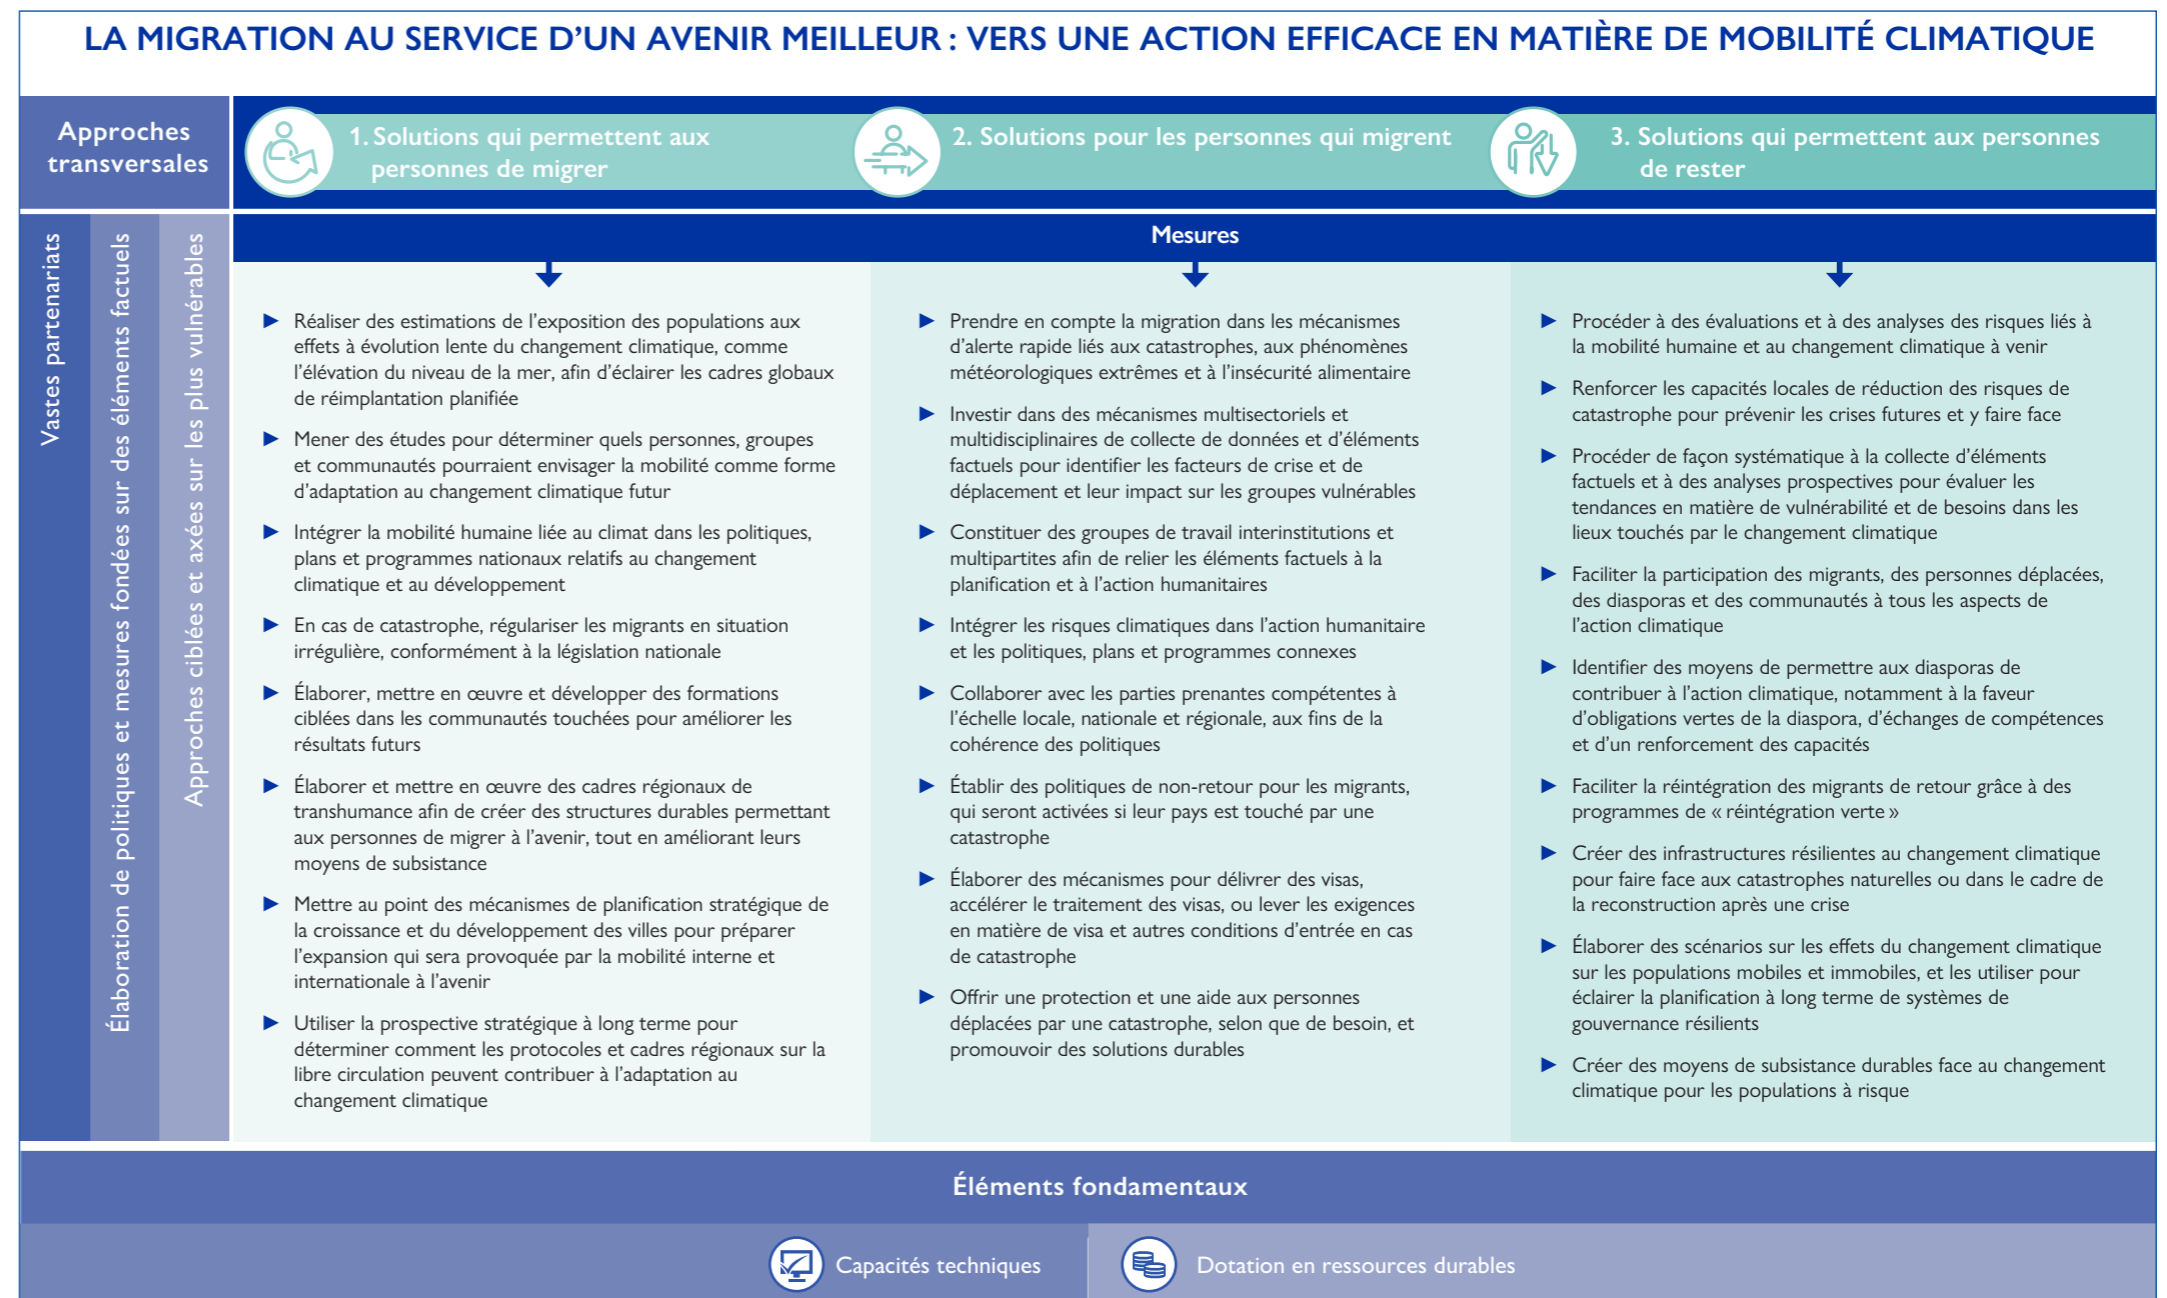 LA MIGRATION AU SERVICE D’UN AVENIR MEILLEUR : VERS UNE ACTION EFFICACE EN MATIÈRE DE MOBILITÉ CLIMATIQUE
Approches
transversales
1. Solutions qui permettent aux
personnes de migrer
2. Solutions pour les personnes qui migrent
3. Solutions qui permettent aux personnes
de rester
Vastes partenariats
Élaboration de politiques et mesures fondées sur des éléments factuels
Approches ciblées et axées sur les plus vulnérables
Mesures
► Réaliser des estimations de l’exposition des populations aux
effets à évolution lente du changement climatique, comme
l’élévation du niveau de la mer, afin d’éclairer les cadres globaux
de réimplantation planifiée
► Mener des études pour déterminer quels personnes, groupes
et communautés pourraient envisager la mobilité comme forme
d’adaptation au changement climatique futur
► Intégrer la mobilité humaine liée au climat dans les politiques,
plans et programmes nationaux relatifs au changement
climatique et au développement
► En cas de catastrophe, régulariser les migrants en situation
irrégulière, conformément à la législation nationale
► Élaborer, mettre en œuvre et développer des formations
ciblées dans les communautés touchées pour améliorer les
résultats futurs
► Élaborer et mettre en œuvre des cadres régionaux de
transhumance afin de créer des structures durables permettant
aux personnes de migrer à l’avenir, tout en améliorant leurs
moyens de subsistance
► Mettre au point des mécanismes de planification stratégique de
la croissance et du développement des villes pour préparer
l’expansion qui sera provoquée par la mobilité interne et
internationale à l’avenir
► Utiliser la prospective stratégique à long terme pour
déterminer comment les protocoles et cadres régionaux sur la
libre circulation peuvent contribuer à l’adaptation au
changement climatique
► Prendre en compte la migration dans les mécanismes
d’alerte rapide liés aux catastrophes, aux phénomènes
météorologiques extrêmes et à l’insécurité alimentaire
► Investir dans des mécanismes multisectoriels et
multidisciplinaires de collecte de données et d’éléments
factuels pour identifier les facteurs de crise et de
déplacement et leur impact sur les groupes vulnérables
► Constituer des groupes de travail interinstitutions et
multipartites afin de relier les éléments factuels à la
planification et à l’action humanitaires
► Intégrer les risques climatiques dans l’action humanitaire
et les politiques, plans et programmes connexes
► Collaborer avec les parties prenantes compétentes à
l’échelle locale, nationale et régionale, aux fins de la
cohérence des politiques
► Établir des politiques de non-retour pour les migrants,
qui seront activées si leur pays est touché par une
catastrophe
► Élaborer des mécanismes pour délivrer des visas,
accélérer le traitement des visas, ou lever les exigences
en matière de visa et autres conditions d’entrée en cas
de catastrophe
► Offrir une protection et une aide aux personnes
déplacées par une catastrophe, selon que de besoin, et
promouvoir des solutions durables
► Procéder à des évaluations et à des analyses des risques liés à
la mobilité humaine et au changement climatique à venir
► Renforcer les capacités locales de réduction des risques de
catastrophe pour prévenir les crises futures et y faire face
► Procéder de façon systématique à la collecte d’éléments
factuels et à des analyses prospectives pour évaluer les
tendances en matière de vulnérabilité et de besoins dans les
lieux touchés par le changement climatique
► Faciliter la participation des migrants, des personnes déplacées,
des diasporas et des communautés à tous les aspects de
l’action climatique
► Identifier des moyens de permettre aux diasporas de
contribuer à l’action climatique, notamment à la faveur
d’obligations vertes de la diaspora, d’échanges de compétences
et d’un renforcement des capacités
► Faciliter la réintégration des migrants de retour grâce à des
programmes de « réintégration verte »
► Créer des infrastructures résilientes au changement climatique
pour faire face aux catastrophes naturelles ou dans le cadre de
la reconstruction après une crise
► Élaborer des scénarios sur les effets du changement climatique
sur les populations mobiles et immobiles, et les utiliser pour
éclairer la planification à long terme de systèmes de
gouvernance résilients
► Créer des moyens de subsistance durables face au changement
climatique pour les populations à risque
Éléments fondamentaux
Capacités techniques
Dotation en ressources durables